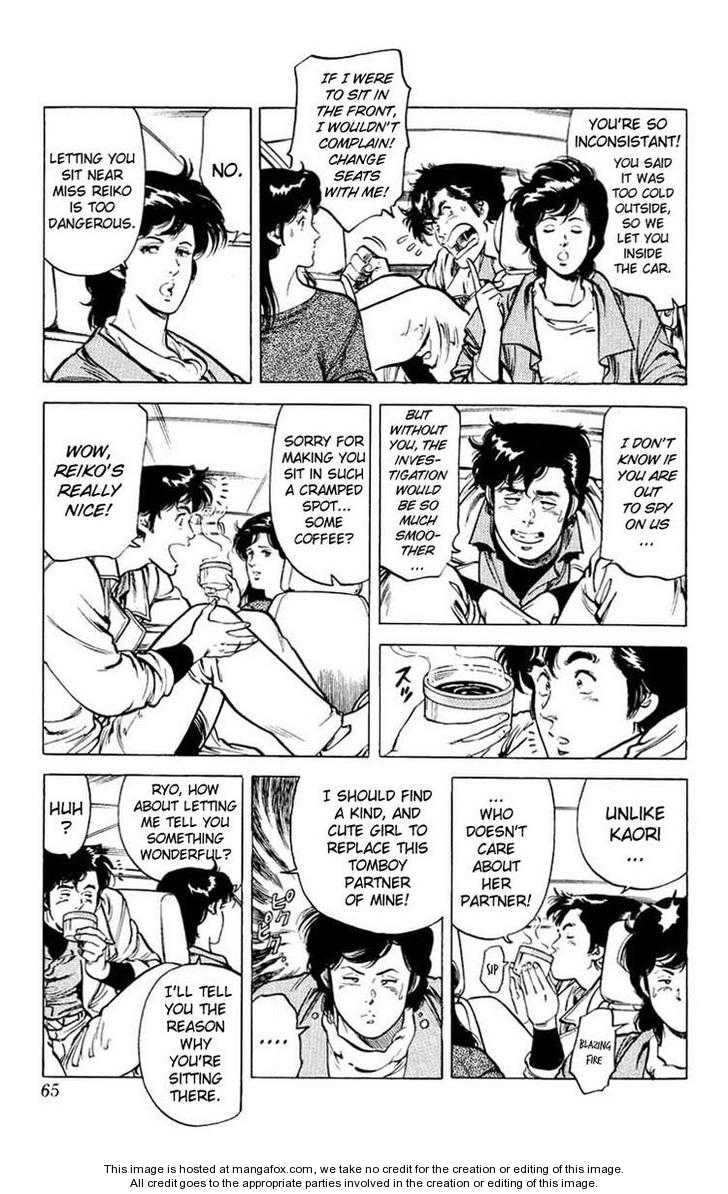 YOU'RE SO
INCONSISTANT!
YOU SAID
IT WAS
TOO COLD
OUTSIDE,
SO WE
LET YOU
INSIDE
THE CAR.
IF I WERE
TO SIT IN
THE FRONT,
I WOULDN'T
COMPLAIN!
CHANGE
SEATS
WITH ME!
NO.
LETTING YOU
SIT NEAR
MISS REIKO
IS TOO
DANGEROUS.
I DON'T
KNOW IF
YOU ARE
OUT
TO SPY
ON US
...
BUT
WITHOUT
YOU, THE
INVES-
TIGATION
WOULD
BE SO
MUCH
SMOO-
THER
...
ズッ
SORRY FOR
MAKING YOU
SIT IN SUCH
A CRAMPED
SPOT...
SOME
COFFEE?
WOW,
REIKO'S
REALLY
NICE!
UNLIKE
KAORI
...
...
WHO
DOESN'T
CARE
ABOUT
HER
PARTNER!
SIP
BLAZING
FIRE
I SHOULD FIND
A KIND, AND
CUTE GIRL TO
REPLACE THIS
TOMBOY
PARTNER
OF MINE!
ピクピク
....
RYO, HOW
ABOUT LETTING
ME TELL YOU
SOMETHING
WONDERFUL?
HUH
?
I'LL TELL
YOU THE
REASON
WHY
YOU'RE
SITTING
THERE.
65
This image is hosted at mangafox.com, we take no credit for the creation or editing of this image.
All credit goes to the appropriate parties involved in the creation or editing of this image.